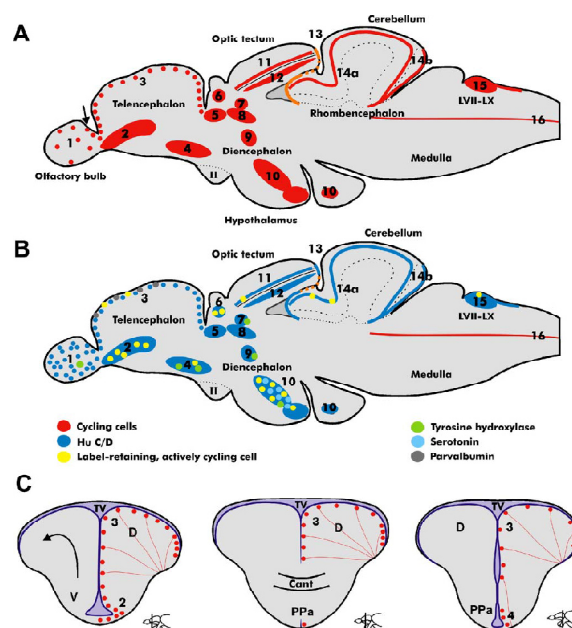 A
Cerebellum
Optic tectum
13
3
11
12
14a
14b
15
Telencephalon
6
7
5
8
Rhombencephalon
LVII-LX
1
2
4
9
16
Diencephalon
Olfactory bulb
10
10
II
Medulla
Hypothalamus
B
Cerebellum
Optic tectum
13
3
11
12
14a
14b
15
Telencephalon
6
7
5
8
LVII-LX
1
2
4
9
16
Diencephalon
10
10
II
Medulla
Cycling cells
Hu C/D
Label-retaining, actively cycling cell
Tyrosine hydroxylase
Serotonin
Parvalbumin
C
TV
3
D
V
2
TV
3
D
Cant
PPa
TV
D
3
D
PPa
4